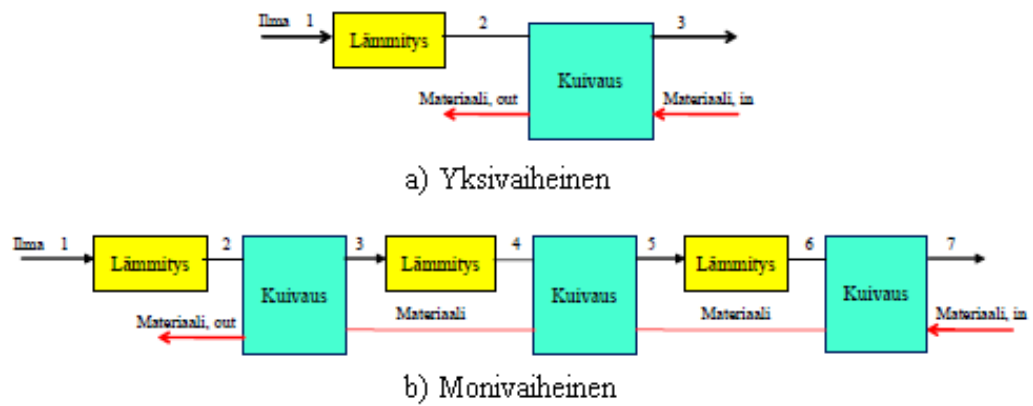 Ilma 1 2 3
Lämmitys
Kuivaus
Materiaali, out Materiaali, in
a) Yksivaiheinen
Ilma 1 2 3 4 5 6 7
Lämmitys Lämmitys Lämmitys
Kuivaus Kuivaus Kuivaus
Materiaali, out Materiaali Materiaali Materiaali, in
b) Monivaiheinen